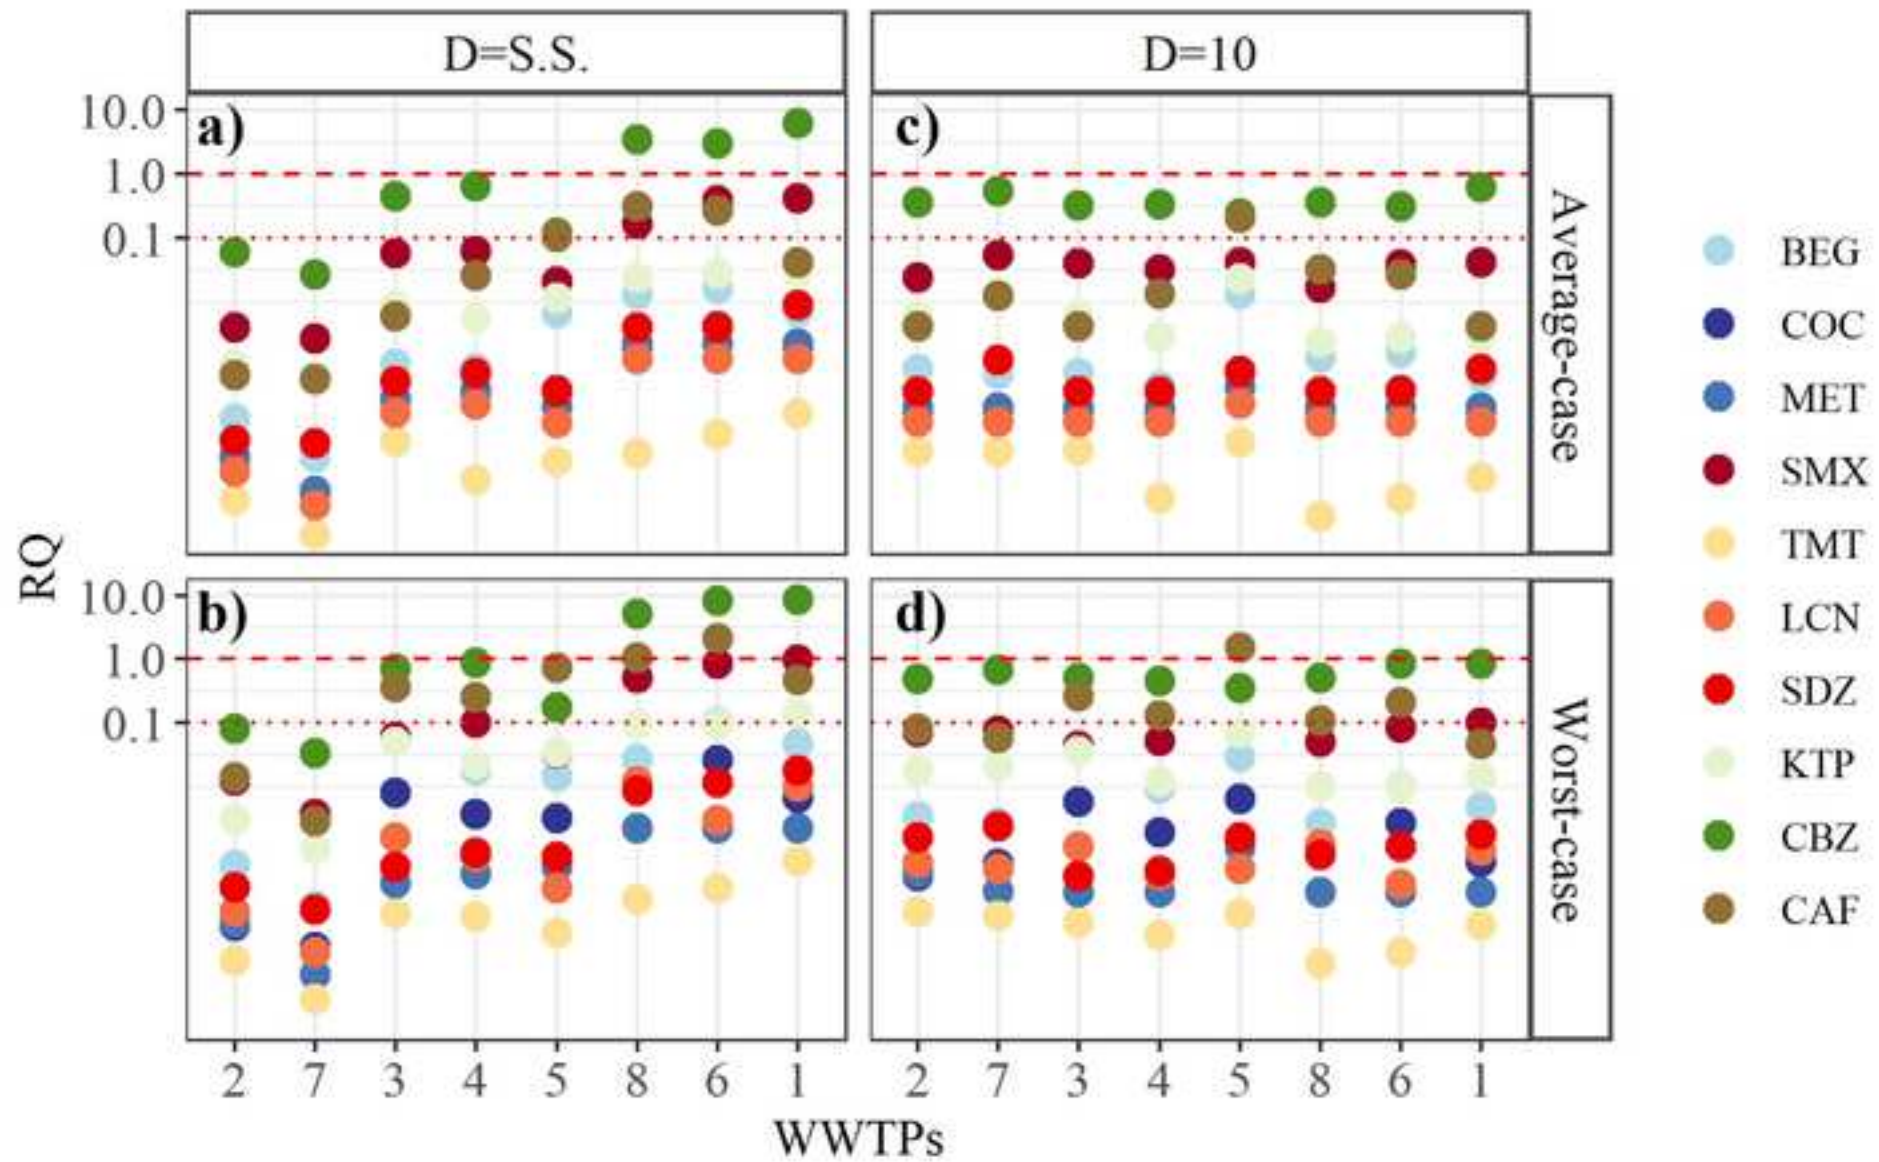 D=S.S.
D=10
a)
10.0
1.0
0.1
c)
Average-case
b)
10.0
1.0
0.1
d)
Worst-case
RQ
2 7 3 4 5 8 6 1
2 7 3 4 5 8 6 1
WWTPs
BEG
COC
MET
SMX
TMT
LCN
SDZ
KTP
CBZ
CAF